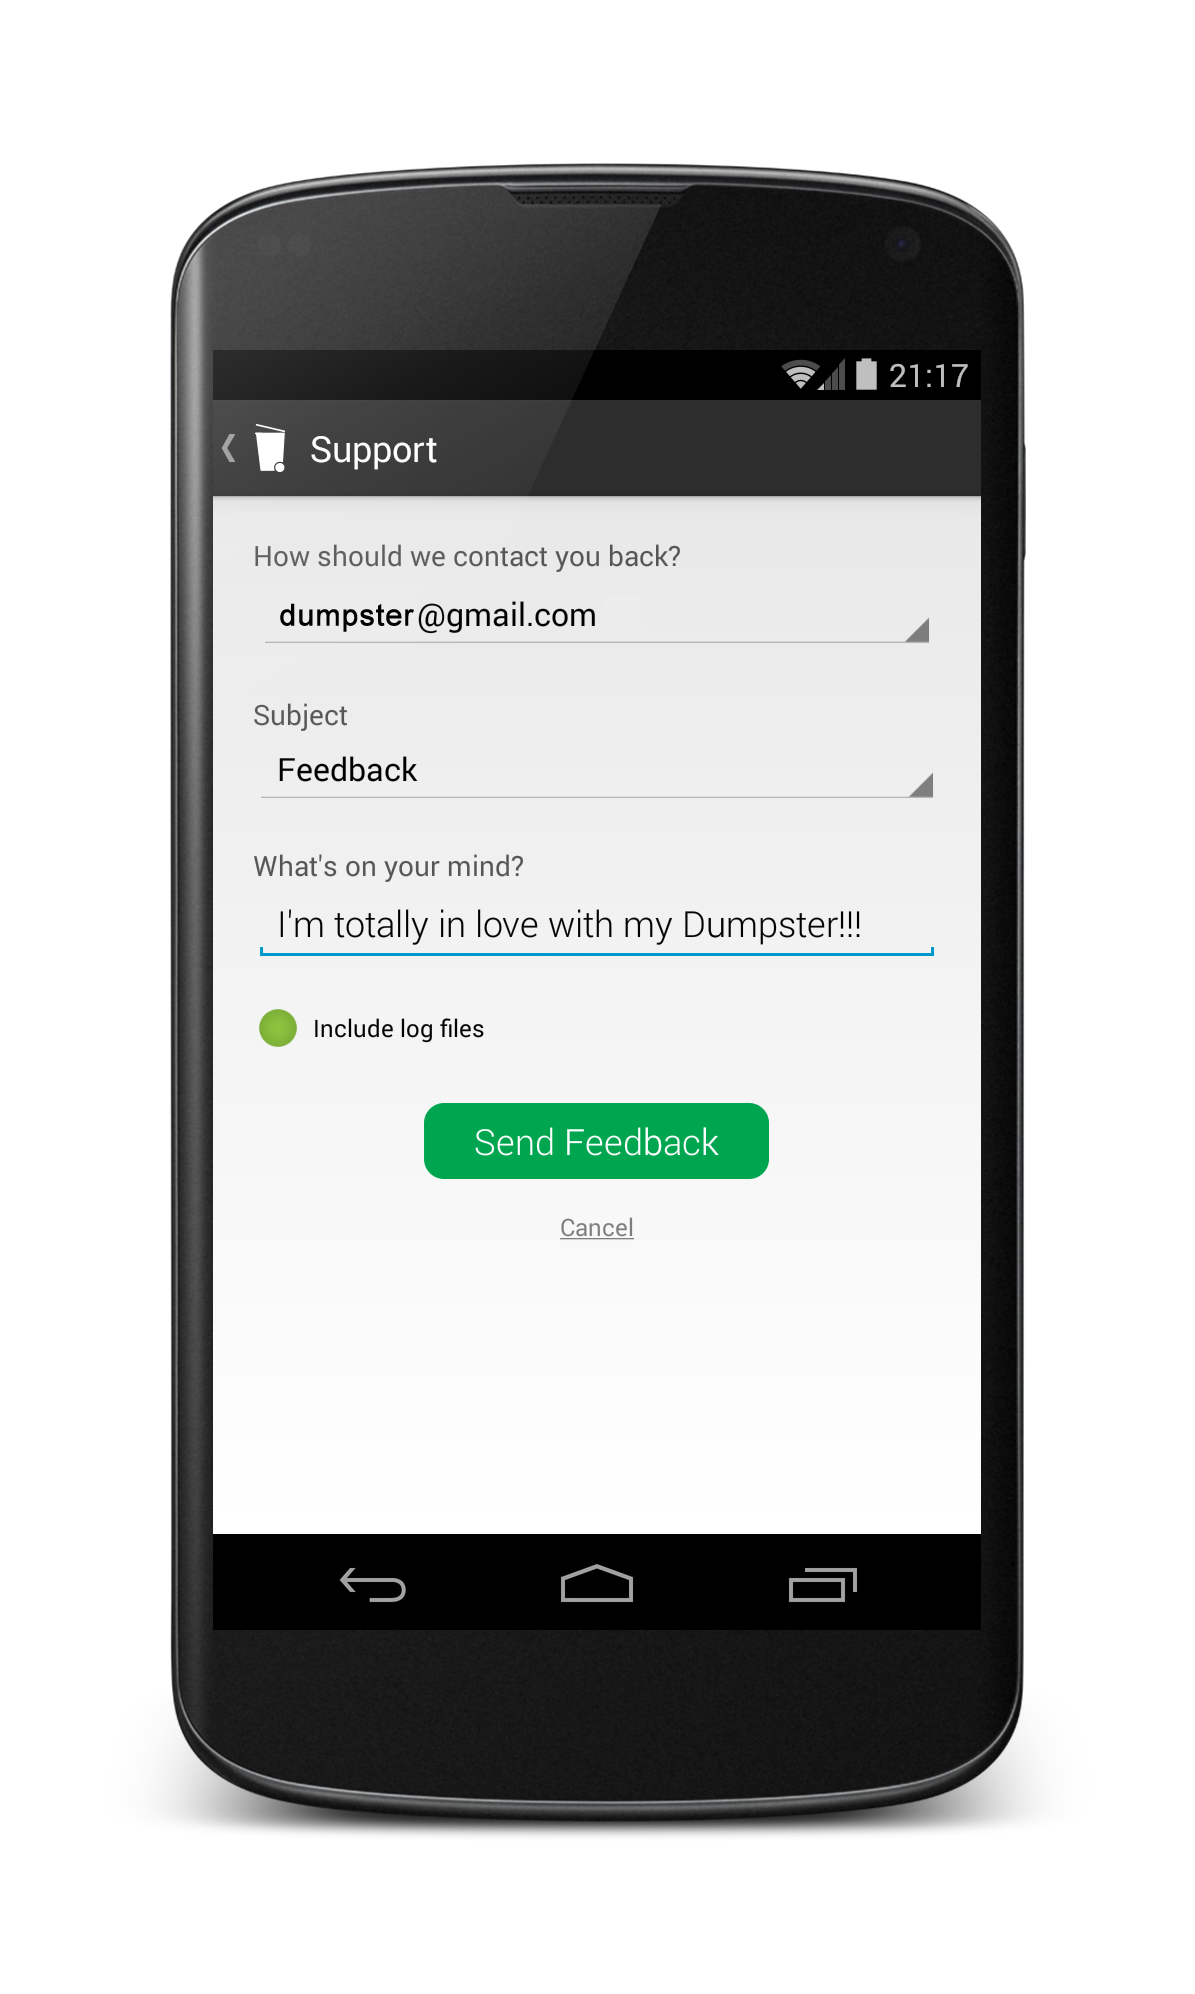 21:17
Support
How should we contact you back?
dumpster@gmail.com
Subject
Feedback
What's on your mind?
I'm totally in love with my Dumpster!!!
Include log files
Send Feedback
Cancel